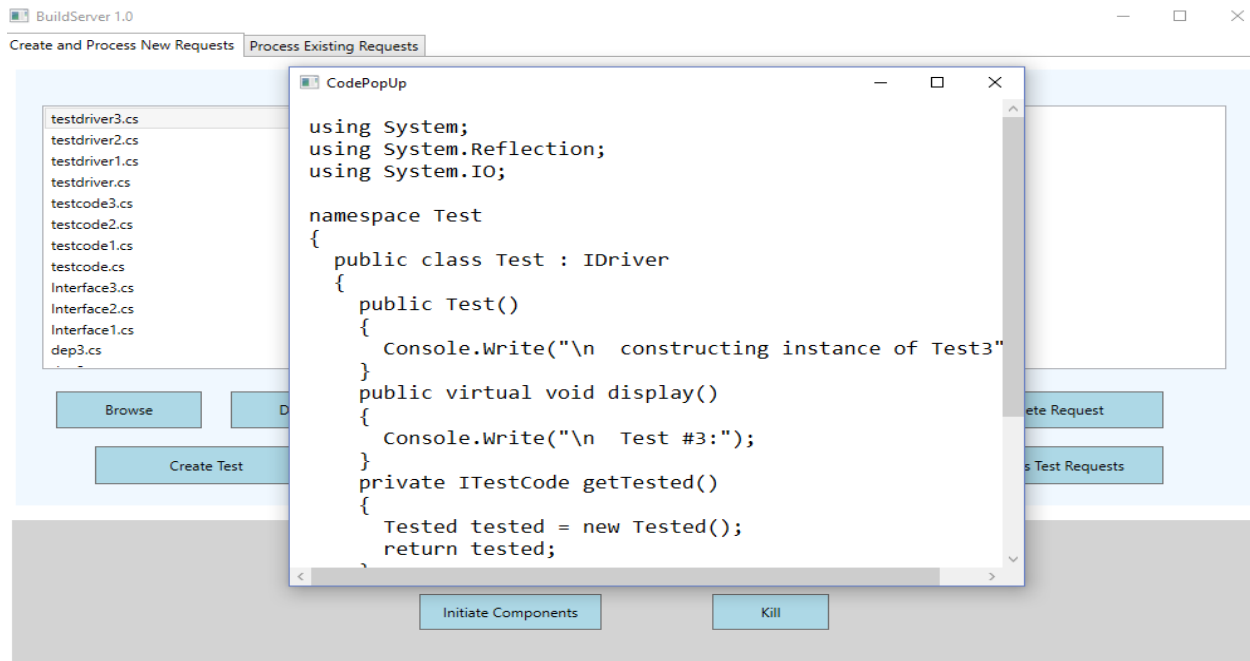 BuildServer 1.0
Create and Process New Requests Process Existing Requests
CodePopUp
testdriver3.cs
testdriver2.cs
testdriver1.cs
testdriver.cs
testcode3.cs
testcode2.cs
testcode1.cs
testcode.cs
Interface3.cs
Interface2.cs
Interface1.cs
dep3.cs
using System;
using System.Reflection;
using System.IO;
namespace Test
{
public class Test : IDriver
{
public Test()
{
Console.Write("\n  constructing instance of Test3"
}
public virtual void display()
{
Console.Write("\n  Test #3:");
}
private ITestCode getTested()
{
Tested tested = new Tested();
return tested;
Browse
D
ete Request
Create Test
s Test Requests
Initiate Components
Kill